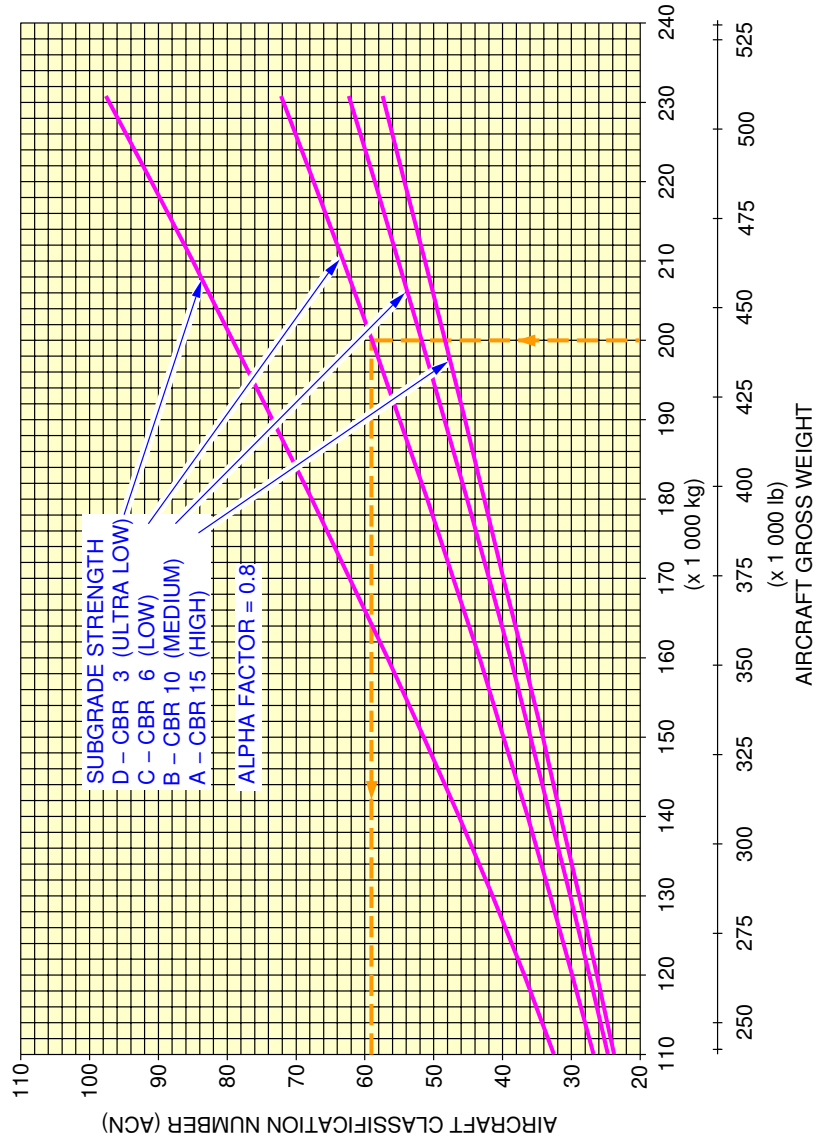 110
100
90
80
70
60
50
40
30
20
AIRCRAFT CLASSIFICATION NUMBER (ACN)
SUBGRADE STRENGTH
D – CBR 3 (ULTRA LOW)
C – CBR 6 (LOW)
B – CBR 10 (MEDIUM)
A – CBR 15 (HIGH)
ALPHA FACTOR = 0.8
110 120 130 140 150 160 170 180 190 200 210 220 230 240
(x 1 000 kg)
250 275 300 325 350 375 400 425 450 475 500 525
(x 1 000 lb)
AIRCRAFT GROSS WEIGHT